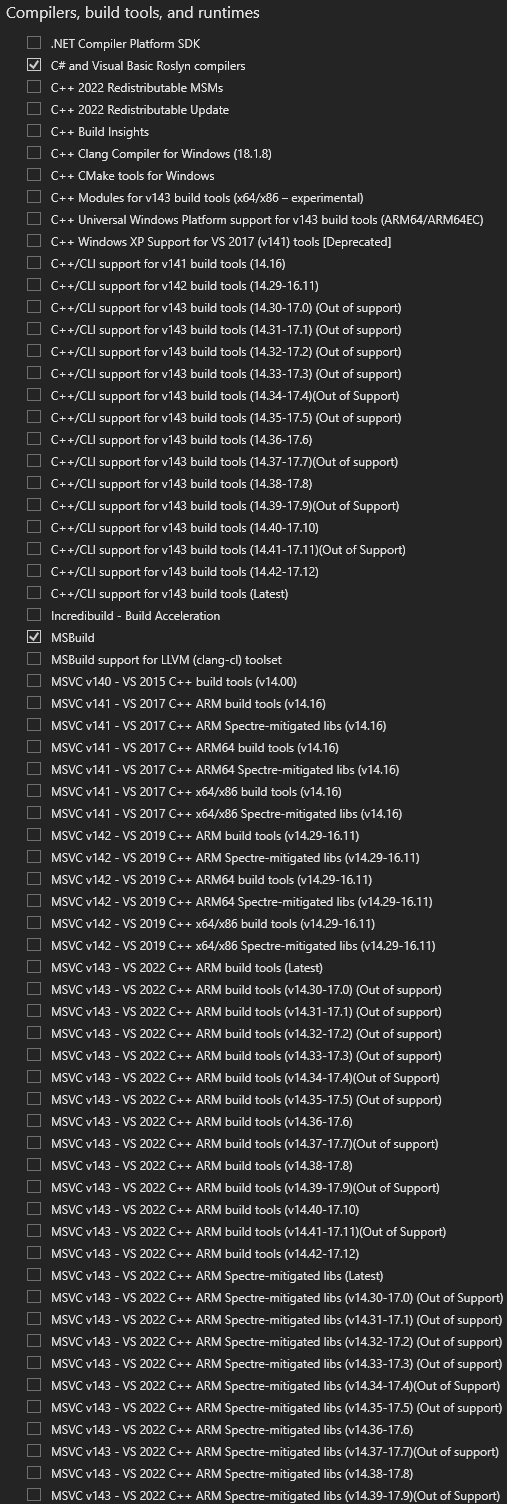 Compilers, build tools, and runtimes
.NET Compiler Platform SDK
C# and Visual Basic Roslyn compilers
C++ 2022 Redistributable MSMs
C++ 2022 Redistributable Update
C++ Build Insights
C++ Clang Compiler for Windows (18.1.8)
C++ CMake tools for Windows
C++ Modules for v143 build tools (x64/x86 – experimental)
C++ Universal Windows Platform support for v143 build tools (ARM64/ARM64EC)
C++ Windows XP Support for VS 2017 (v141) tools [Deprecated]
C++/CLI support for v141 build tools (14.16)
C++/CLI support for v142 build tools (14.29-16.11)
C++/CLI support for v143 build tools (14.30-17.0) (Out of support)
C++/CLI support for v143 build tools (14.31-17.1) (Out of support)
C++/CLI support for v143 build tools (14.32-17.2) (Out of support)
C++/CLI support for v143 build tools (14.33-17.3) (Out of support)
C++/CLI support for v143 build tools (14.34-17.4)(Out of Support)
C++/CLI support for v143 build tools (14.35-17.5) (Out of support)
C++/CLI support for v143 build tools (14.36-17.6)
C++/CLI support for v143 build tools (14.37-17.7)(Out of support)
C++/CLI support for v143 build tools (14.38-17.8)
C++/CLI support for v143 build tools (14.39-17.9)(Out of Support)
C++/CLI support for v143 build tools (14.40-17.10)
C++/CLI support for v143 build tools (14.41-17.11)(Out of Support)
C++/CLI support for v143 build tools (14.42-17.12)
C++/CLI support for v143 build tools (Latest)
Incredibuild - Build Acceleration
MSBuild
MSBuild support for LLVM (clang-cl) toolset
MSVC v140 - VS 2015 C++ build tools (v14.00)
MSVC v141 - VS 2017 C++ ARM build tools (v14.16)
MSVC v141 - VS 2017 C++ ARM Spectre-mitigated libs (v14.16)
MSVC v141 - VS 2017 C++ ARM64 build tools (v14.16)
MSVC v141 - VS 2017 C++ ARM64 Spectre-mitigated libs (v14.16)
MSVC v141 - VS 2017 C++ x64/x86 build tools (v14.16)
MSVC v141 - VS 2017 C++ x64/x86 Spectre-mitigated libs (v14.16)
MSVC v142 - VS 2019 C++ ARM build tools (v14.29-16.11)
MSVC v142 - VS 2019 C++ ARM Spectre-mitigated libs (v14.29-16.11)
MSVC v142 - VS 2019 C++ ARM64 build tools (v14.29-16.11)
MSVC v142 - VS 2019 C++ ARM64 Spectre-mitigated libs (v14.29-16.11)
MSVC v142 - VS 2019 C++ x64/x86 build tools (v14.29-16.11)
MSVC v142 - VS 2019 C++ x64/x86 Spectre-mitigated libs (v14.29-16.11)
MSVC v143 - VS 2022 C++ ARM build tools (Latest)
MSVC v143 - VS 2022 C++ ARM build tools (v14.30-17.0) (Out of support)
MSVC v143 - VS 2022 C++ ARM build tools (v14.31-17.1) (Out of support)
MSVC v143 - VS 2022 C++ ARM build tools (v14.32-17.2) (Out of support)
MSVC v143 - VS 2022 C++ ARM build tools (v14.33-17.3) (Out of support)
MSVC v143 - VS 2022 C++ ARM build tools (v14.34-17.4)(Out of Support)
MSVC v143 - VS 2022 C++ ARM build tools (v14.35-17.5) (Out of support)
MSVC v143 - VS 2022 C++ ARM build tools (v14.36-17.6)
MSVC v143 - VS 2022 C++ ARM build tools (v14.37-17.7)(Out of support)
MSVC v143 - VS 2022 C++ ARM build tools (v14.38-17.8)
MSVC v143 - VS 2022 C++ ARM build tools (v14.39-17.9)(Out of Support)
MSVC v143 - VS 2022 C++ ARM build tools (v14.40-17.10)
MSVC v143 - VS 2022 C++ ARM build tools (v14.41-17.11)(Out of Support)
MSVC v143 - VS 2022 C++ ARM build tools (v14.42-17.12)
MSVC v143 - VS 2022 C++ ARM Spectre-mitigated libs (Latest)
MSVC v143 - VS 2022 C++ ARM Spectre-mitigated libs (v14.30-17.0) (Out of Support)
MSVC v143 - VS 2022 C++ ARM Spectre-mitigated libs (v14.31-17.1) (Out of support)
MSVC v143 - VS 2022 C++ ARM Spectre-mitigated libs (v14.32-17.2) (Out of support)
MSVC v143 - VS 2022 C++ ARM Spectre-mitigated libs (v14.33-17.3) (Out of support)
MSVC v143 - VS 2022 C++ ARM Spectre-mitigated libs (v14.34-17.4)(Out of Support)
MSVC v143 - VS 2022 C++ ARM Spectre-mitigated libs (v14.35-17.5) (Out of support)
MSVC v143 - VS 2022 C++ ARM Spectre-mitigated libs (v14.36-17.6)
MSVC v143 - VS 2022 C++ ARM Spectre-mitigated libs (v14.37-17.7)(Out of support)
MSVC v143 - VS 2022 C++ ARM Spectre-mitigated libs (v14.38-17.8)
MSVC v143 - VS 2022 C++ ARM Spectre-mitigated libs (v14.39-17.9)(Out of Support)